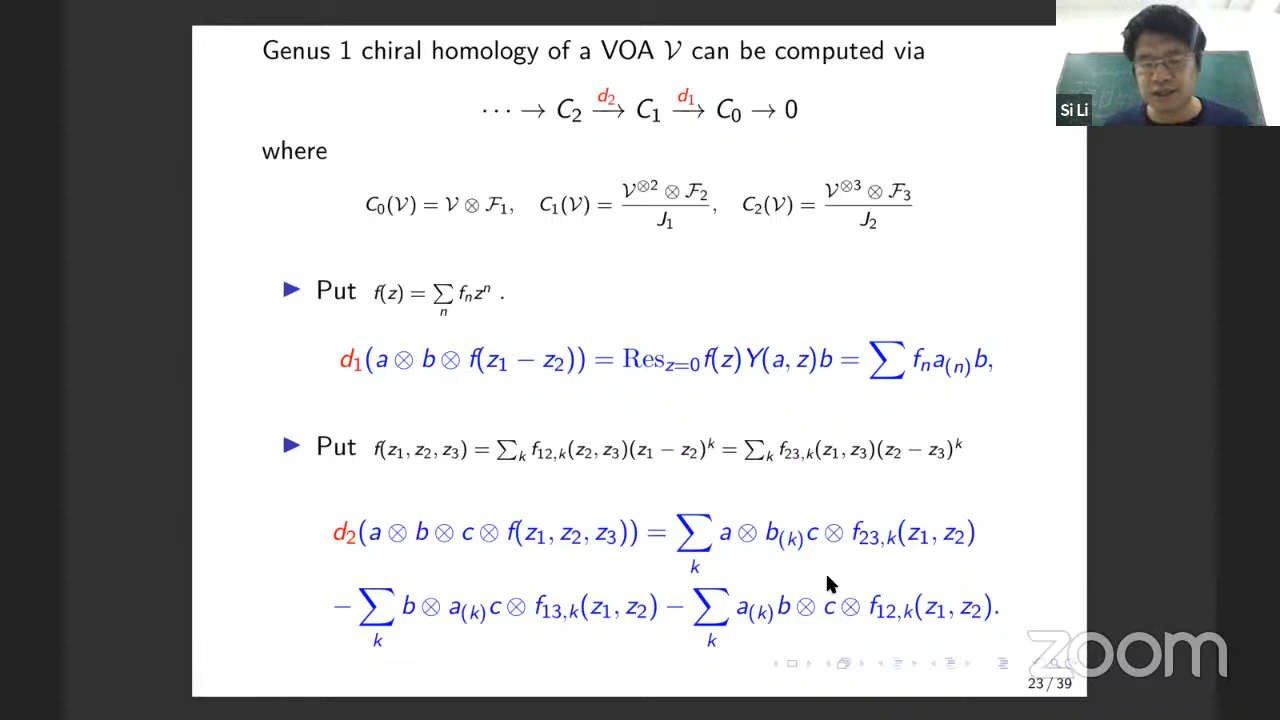 Genus 1 chiral homology of a VOA 𝒱 can be computed via
⋯ → C₂ →^{d₂} C₁ →^{d₁} C₀ → 0
where
C₀(𝒱) = 𝒱 ⊗ ℱ₁, C₁(𝒱) = (𝒱^{⊗2} ⊗ ℱ₂) / J₁, C₂(𝒱) = (𝒱^{⊗3} ⊗ ℱ₃) / J₂
▶ Put f(z) = ∑_n f_n z^n .
d₁(a ⊗ b ⊗ f(z₁ − z₂)) = Res_{z=0} f(z)Y(a, z)b = ∑ f_n a_{(n)} b,
▶ Put f(z₁, z₂, z₃) = ∑_k f_{12,k}(z₂, z₃)(z₁ − z₂)^k = ∑_k f_{23,k}(z₁, z₃)(z₂ − z₃)^k
d₂(a ⊗ b ⊗ c ⊗ f(z₁, z₂, z₃)) = ∑_k a ⊗ b_{(k)}c ⊗ f_{23,k}(z₁, z₂)
− ∑_k b ⊗ a_{(k)}c ⊗ f_{13,k}(z₁, z₂) − ∑_k a_{(k)}b ⊗ c ⊗ f_{12,k}(z₁, z₂).
23 / 39
Si Li
zoom